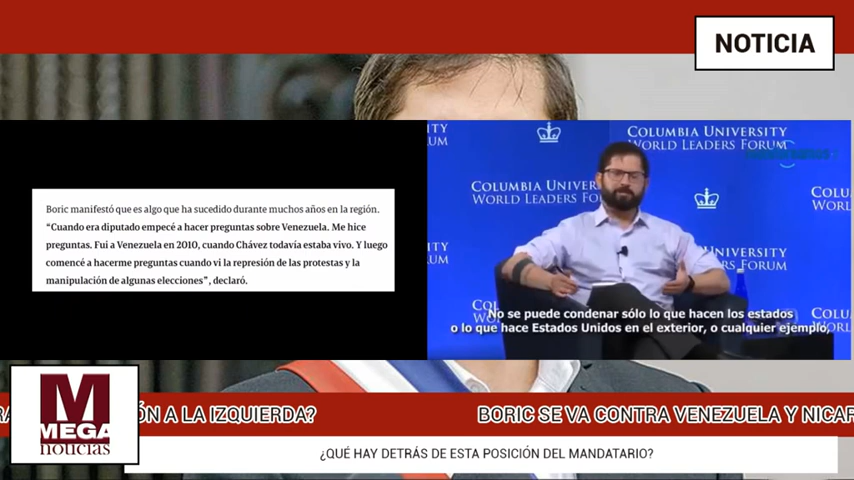 NOTICIA
Boric manifestó que es algo que ha sucedido durante muchos años en la región.
“Cuando era diputado empecé a hacer preguntas sobre Venezuela. Me hice
preguntas. Fui a Venezuela en 2010, cuando Chávez todavía estaba vivo. Y luego
comencé a hacerme preguntas cuando vi la represión de las protestas y la
manipulación de algunas elecciones”, declaró.
COLUMBIA UNIVERSITY
WORLD LEADERS FORUM
COLUMBIA UNIVERS
WORLD LEADERS FOR
No se puede condenar sólo lo que hacen los estados
o lo que hace Estados Unidos en el exterior, o cualquier ejemplo,
ÓN A LA IZQUIERDA?
BORIC SE VA CONTRA VENEZUELA Y NICAR
M
MEGA
noticias
¿QUÉ HAY DETRÁS DE ESTA POSICIÓN DEL MANDATARIO?